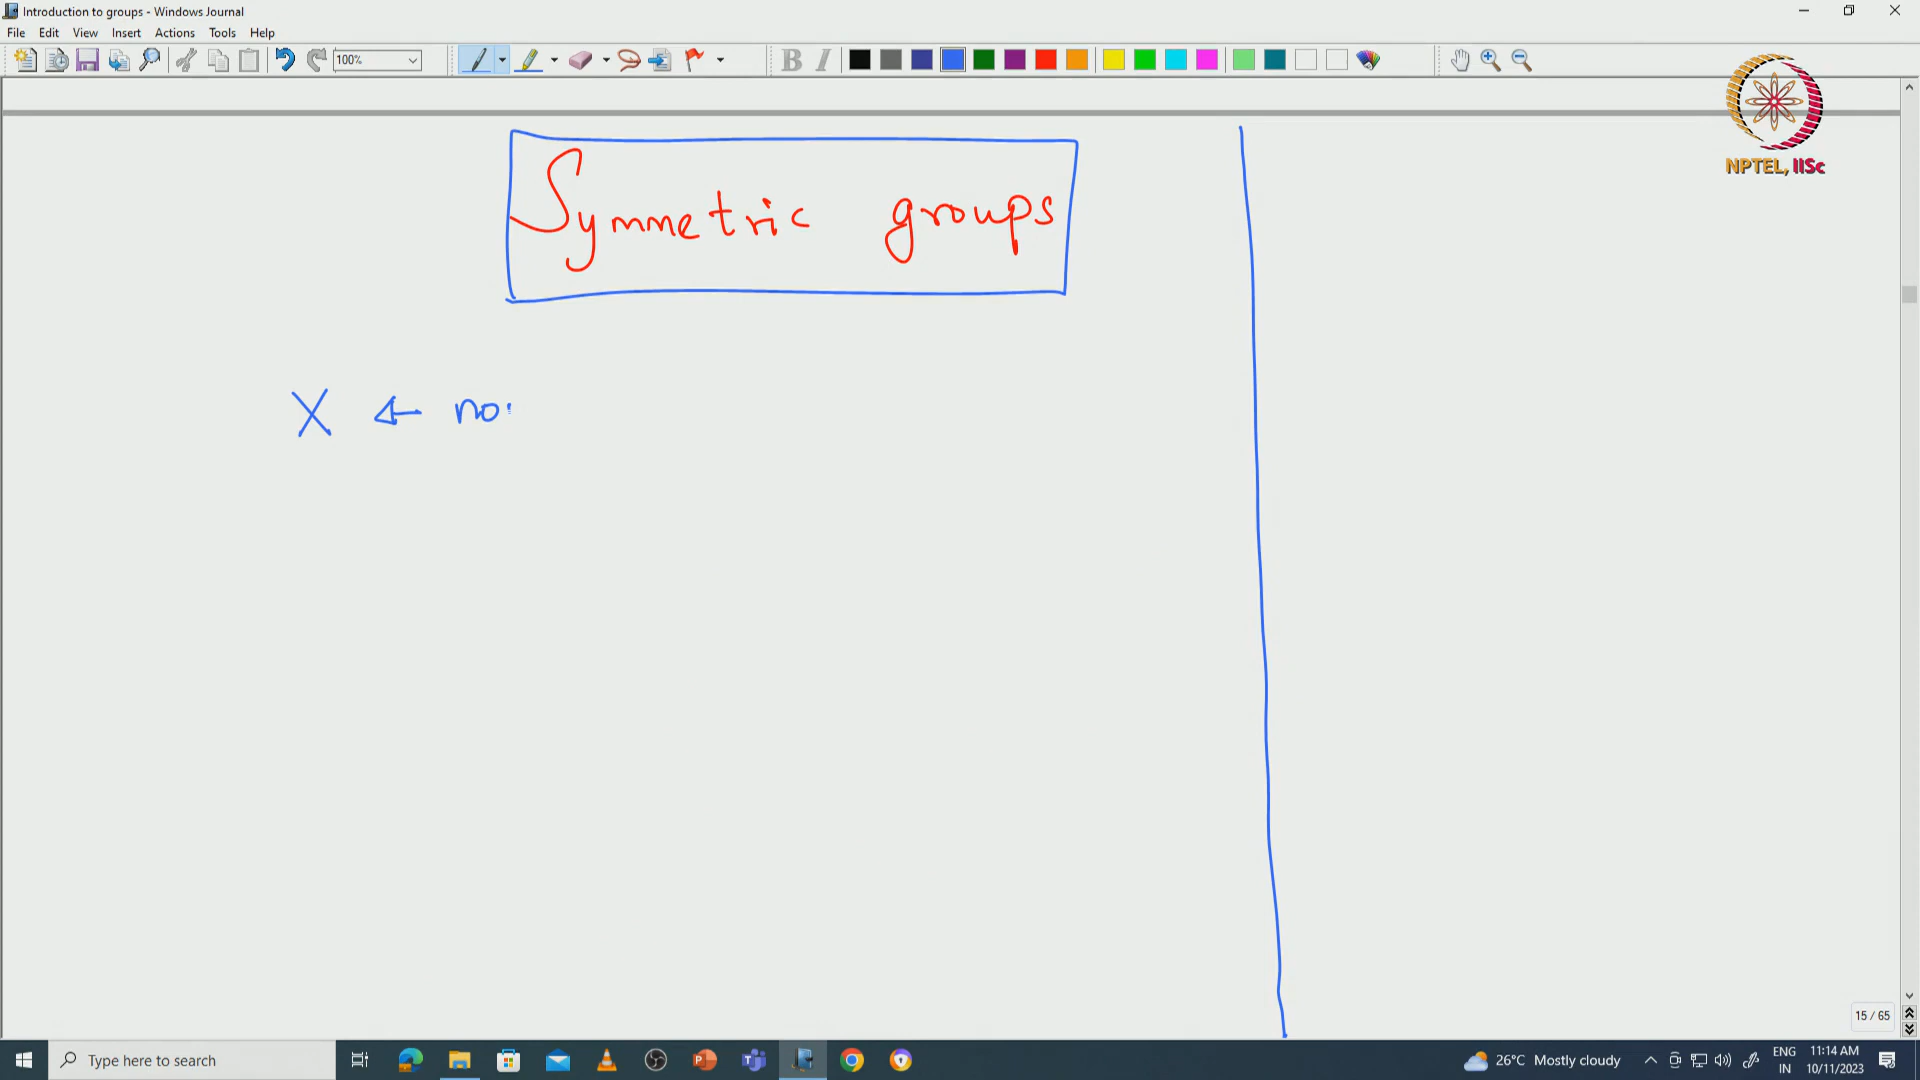 Introduction to groups - Windows Journal
File Edit View Insert Actions Tools Help
100%
B I
NPTEL, IISc
Symmetric groups
X ← no
15 / 65
Type here to search
26°C Mostly cloudy
ENG
IN
11:14 AM
10/11/2023